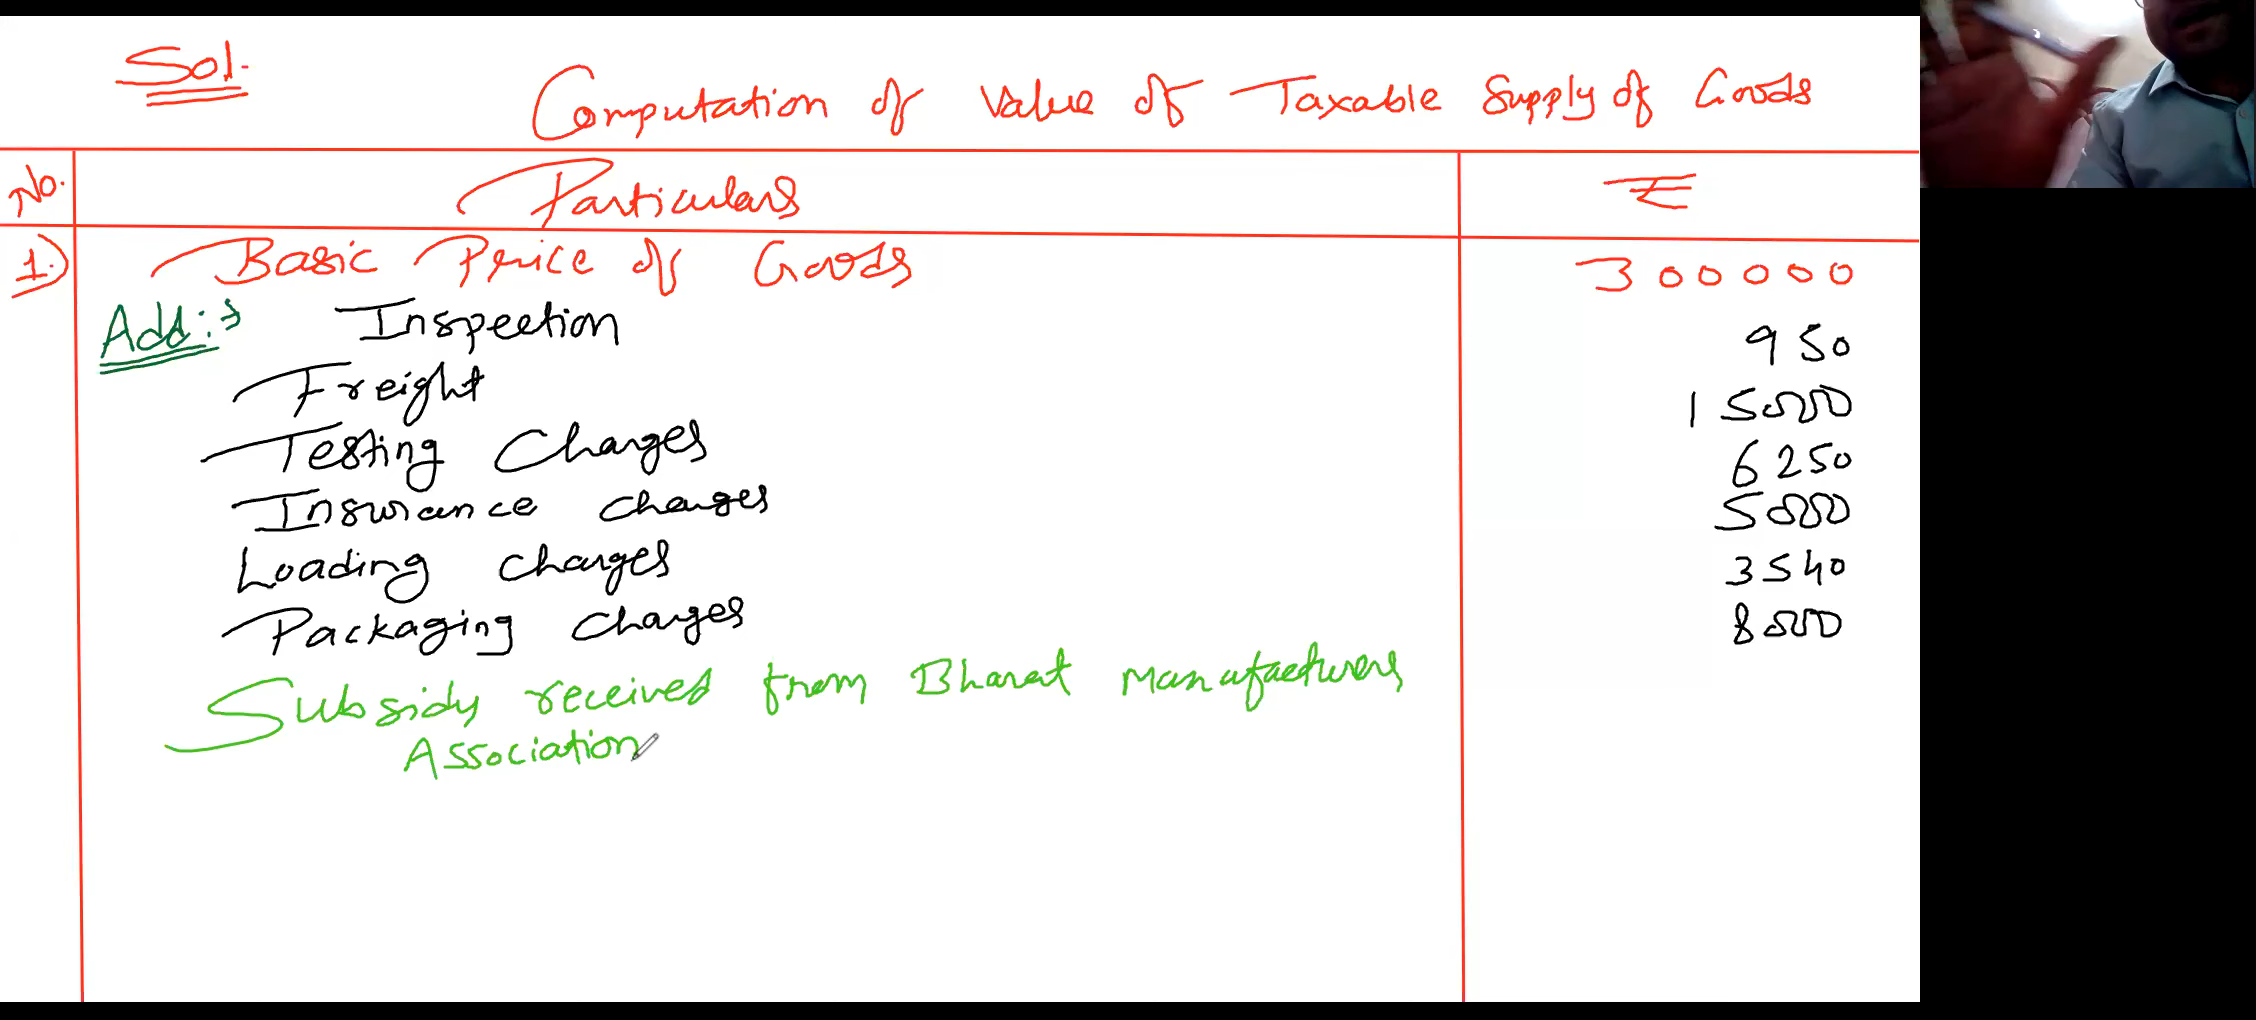 Sol.
Computation of Value of Taxable Supply of Goods
No. Particulars ₹
1.) Basic Price of Goods 300000
Add:→ Inspection 950
Freight 15000
Testing Charges 6250
Insurance Charges 5000
Loading Charges 3540
Packaging Charges 8000
Subsidy received from Bharat Manufacturers
Association